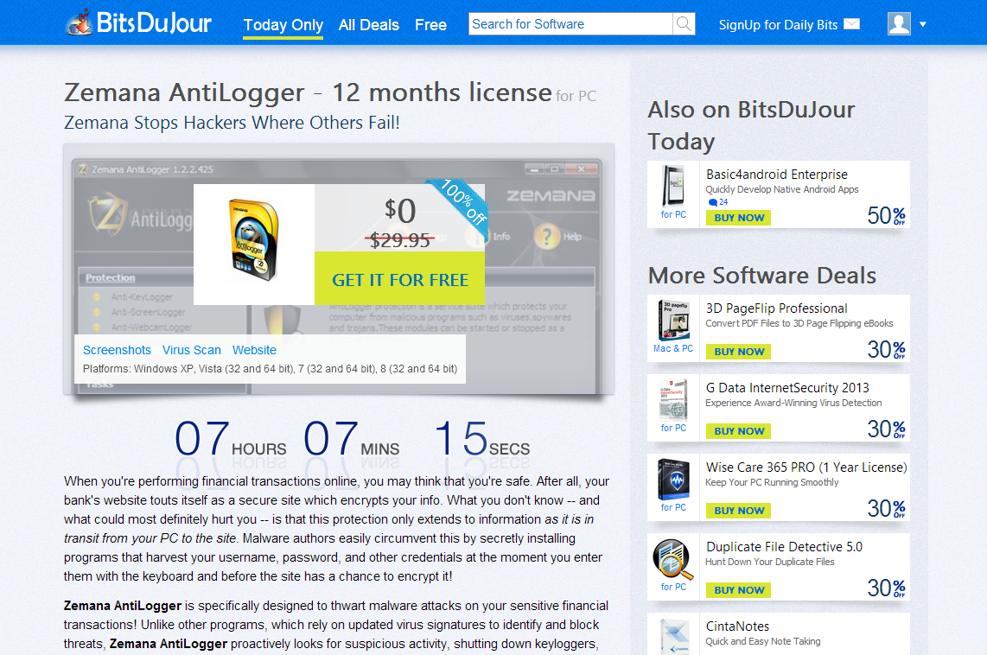 BitsDuJour
Today Only
All Deals
Free
Search for Software
SignUp for Daily Bits
Zemana AntiLogger - 12 months license for PC
Zemana Stops Hackers Where Others Fail!
Zemana AntiLogger 1.2.2.425
ZEMANA
AntiLogg
Info
Help
100% off
$0
$29.95
GET IT FOR FREE
Protection
Anti-KeyLogger
Anti-ScreenLogger
Anti-WebcamLogger
AntiLogger protection is a service suite which protects your
computer from malicious programs such as viruses,spywares
and trojans.These modules can be started or stopped as a
Screenshots Virus Scan Website
Platforms: Windows XP, Vista (32 and 64 bit), 7 (32 and 64 bit), 8 (32 and 64 bit)
Tasks
07 HOURS 07 MINS 15 SECS
When you're performing financial transactions online, you may think that you're safe. After all, your
bank's website touts itself as a secure site which encrypts your info. What you don't know -- and
what could most definitely hurt you -- is that this protection only extends to information as it is in
transit from your PC to the site. Malware authors easily circumvent this by secretly installing
programs that harvest your username, password, and other credentials at the moment you enter
them with the keyboard and before the site has a chance to encrypt it!
Zemana AntiLogger is specifically designed to thwart malware attacks on your sensitive financial
transactions! Unlike other programs, which rely on updated virus signatures to identify and block
threats, Zemana AntiLogger proactively looks for suspicious activity, shutting down keyloggers,
Also on BitsDuJour
Today
Basic4android Enterprise
Quickly Develop Native Android Apps
24
for PC
BUY NOW
50% Off
More Software Deals
3D PageFlip Professional
Convert PDF Files to 3D Page Flipping eBooks
Mac & PC
BUY NOW
30% Off
G Data InternetSecurity 2013
Experience Award-Winning Virus Detection
for PC
BUY NOW
30% Off
Wise Care 365 PRO (1 Year License)
Keep Your PC Running Smoothly
for PC
BUY NOW
30% Off
Duplicate File Detective 5.0
Hunt Down Your Duplicate Files
for PC
BUY NOW
30% Off
CintaNotes
Quick and Easy Note Taking